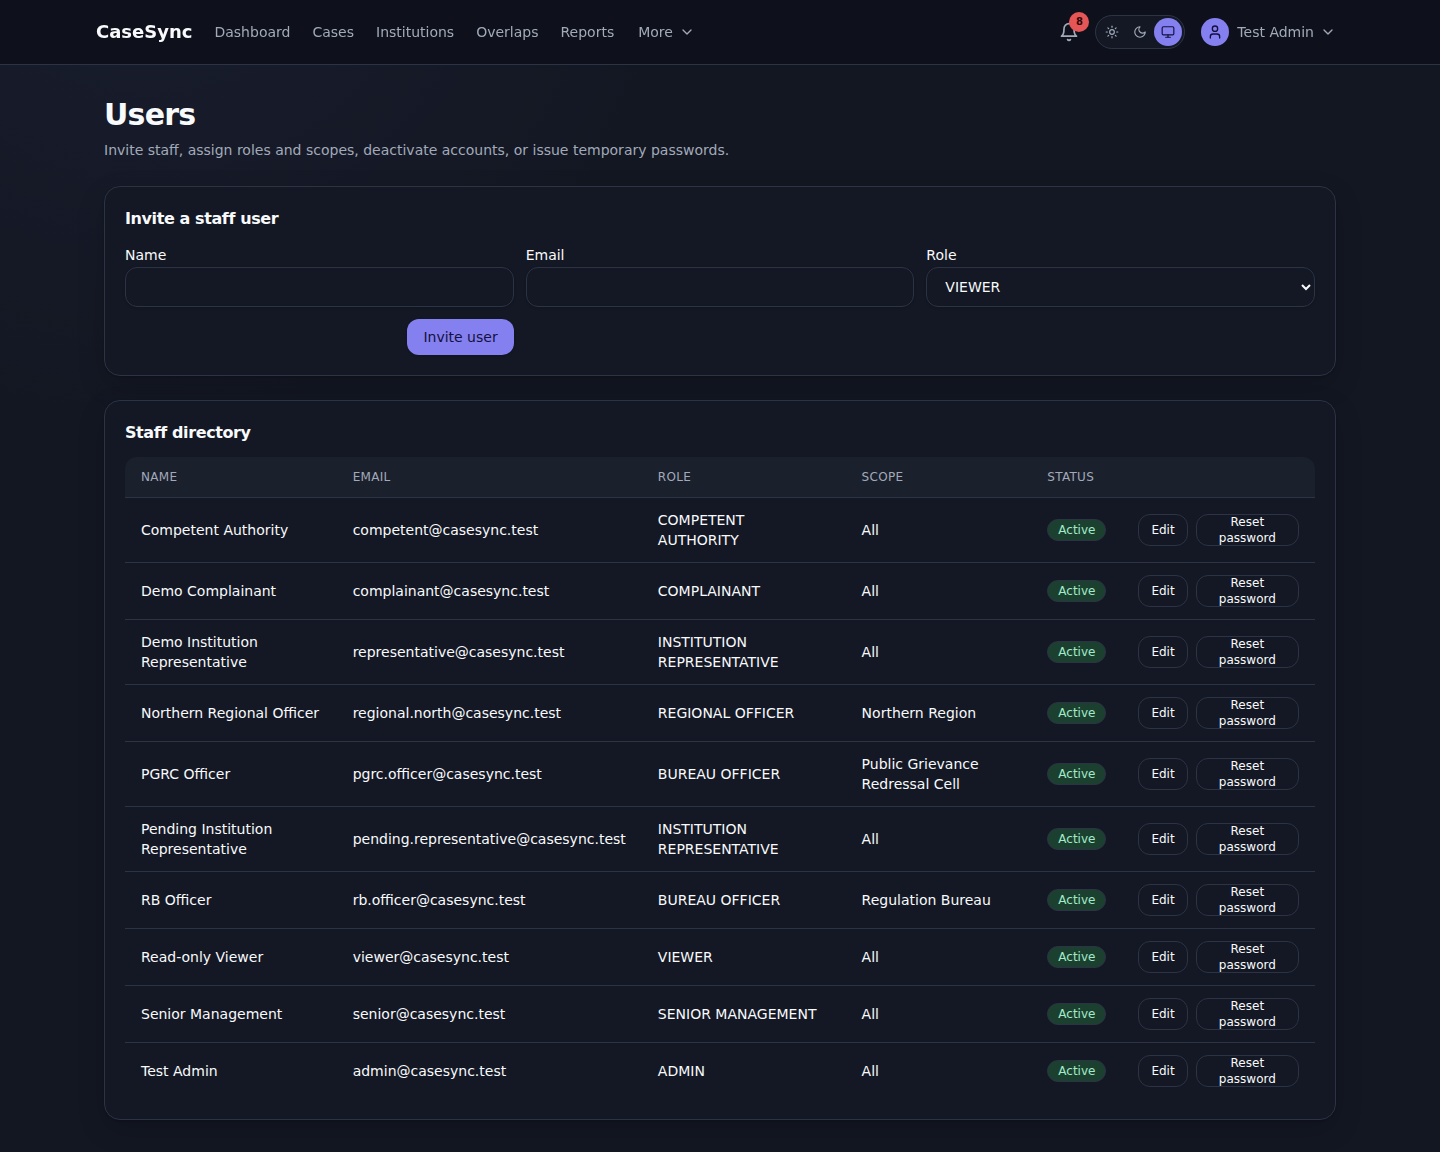 CaseSync Dashboard Cases Institutions Overlaps Reports More 8 Test Admin
Users
Invite staff, assign roles and scopes, deactivate accounts, or issue temporary passwords.
Invite a staff user
Name Email Role
VIEWER
Invite user
Staff directory
NAME EMAIL ROLE SCOPE STATUS
Competent Authority competent@casesync.test COMPETENT AUTHORITY All Active Edit Reset password
Demo Complainant complainant@casesync.test COMPLAINANT All Active Edit Reset password
Demo Institution Representative representative@casesync.test INSTITUTION REPRESENTATIVE All Active Edit Reset password
Northern Regional Officer regional.north@casesync.test REGIONAL OFFICER Northern Region Active Edit Reset password
PGRC Officer pgrc.officer@casesync.test BUREAU OFFICER Public Grievance Redressal Cell Active Edit Reset password
Pending Institution Representative pending.representative@casesync.test INSTITUTION REPRESENTATIVE All Active Edit Reset password
RB Officer rb.officer@casesync.test BUREAU OFFICER Regulation Bureau Active Edit Reset password
Read-only Viewer viewer@casesync.test VIEWER All Active Edit Reset password
Senior Management senior@casesync.test SENIOR MANAGEMENT All Active Edit Reset password
Test Admin admin@casesync.test ADMIN All Active Edit Reset password